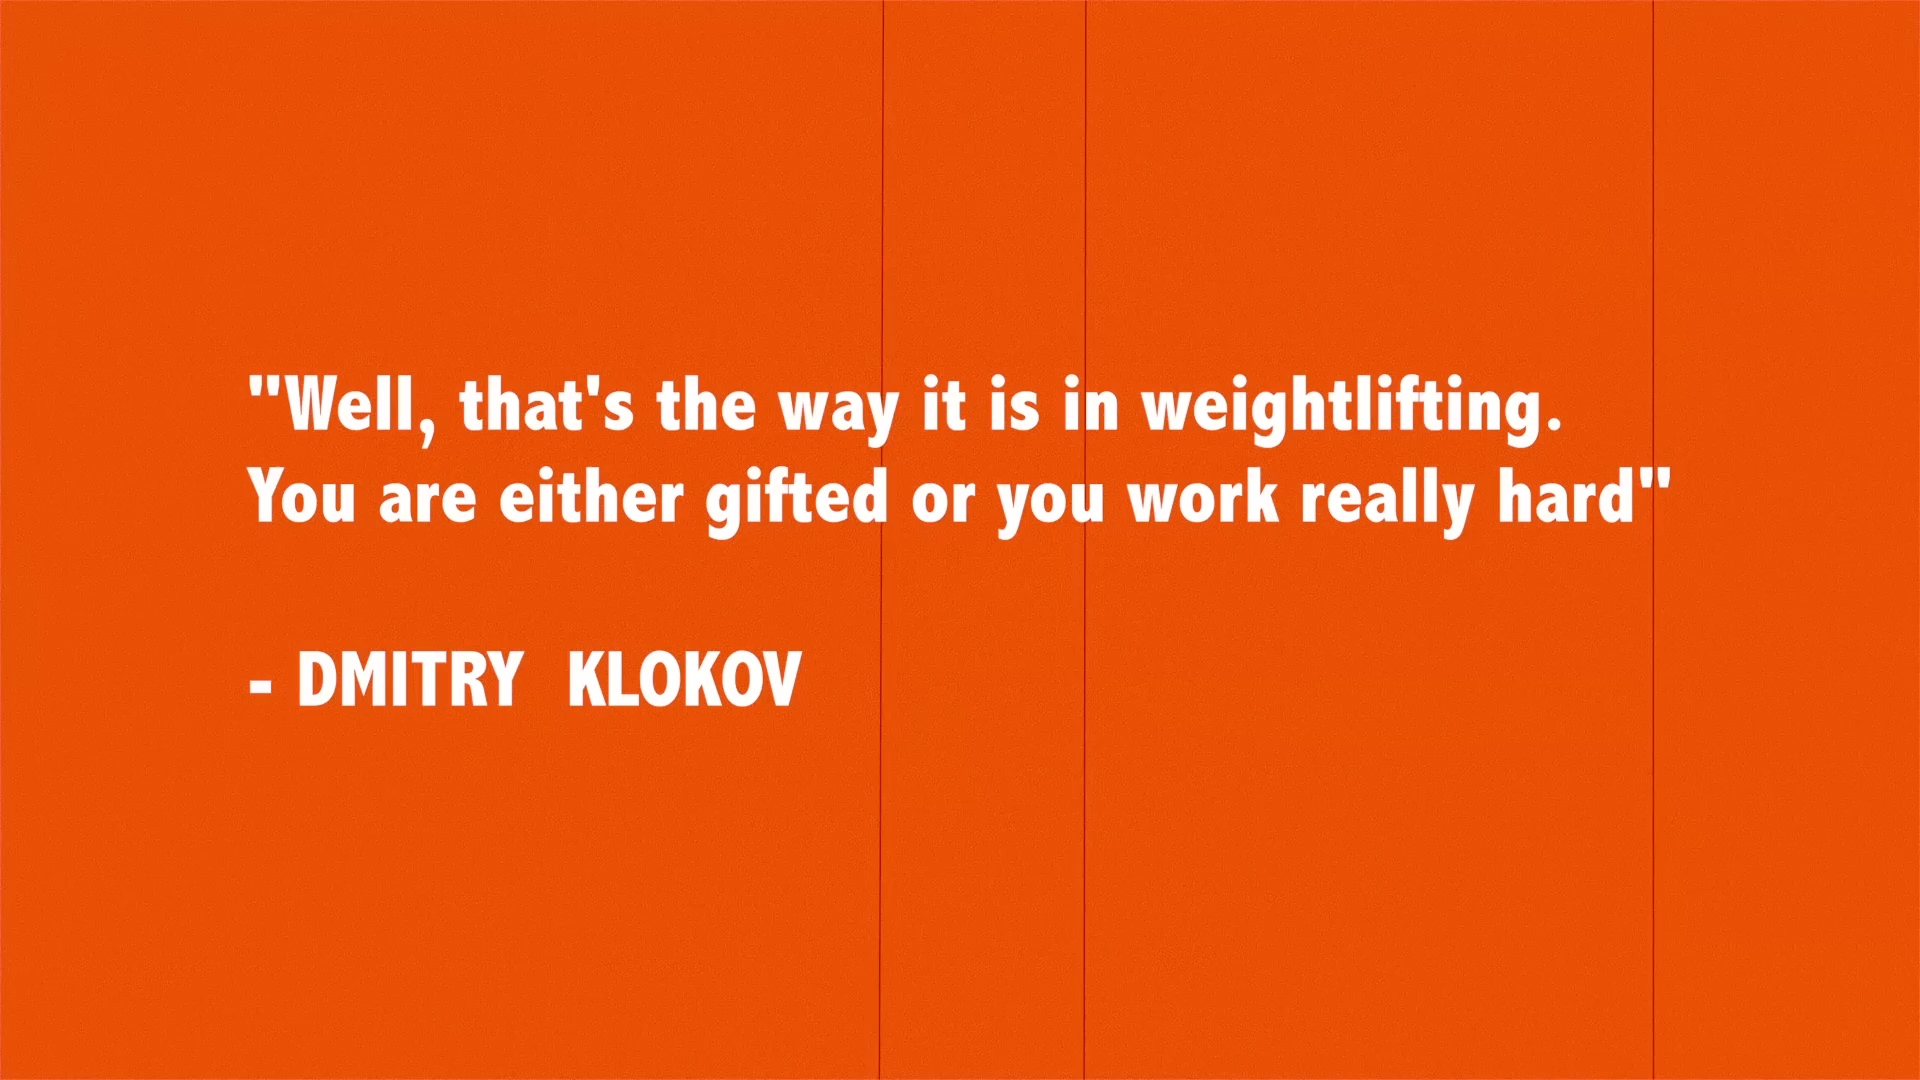 "Well, that's the way it is in weightlifting.
You are either gifted or you work really hard"
- DMITRY KLOKOV